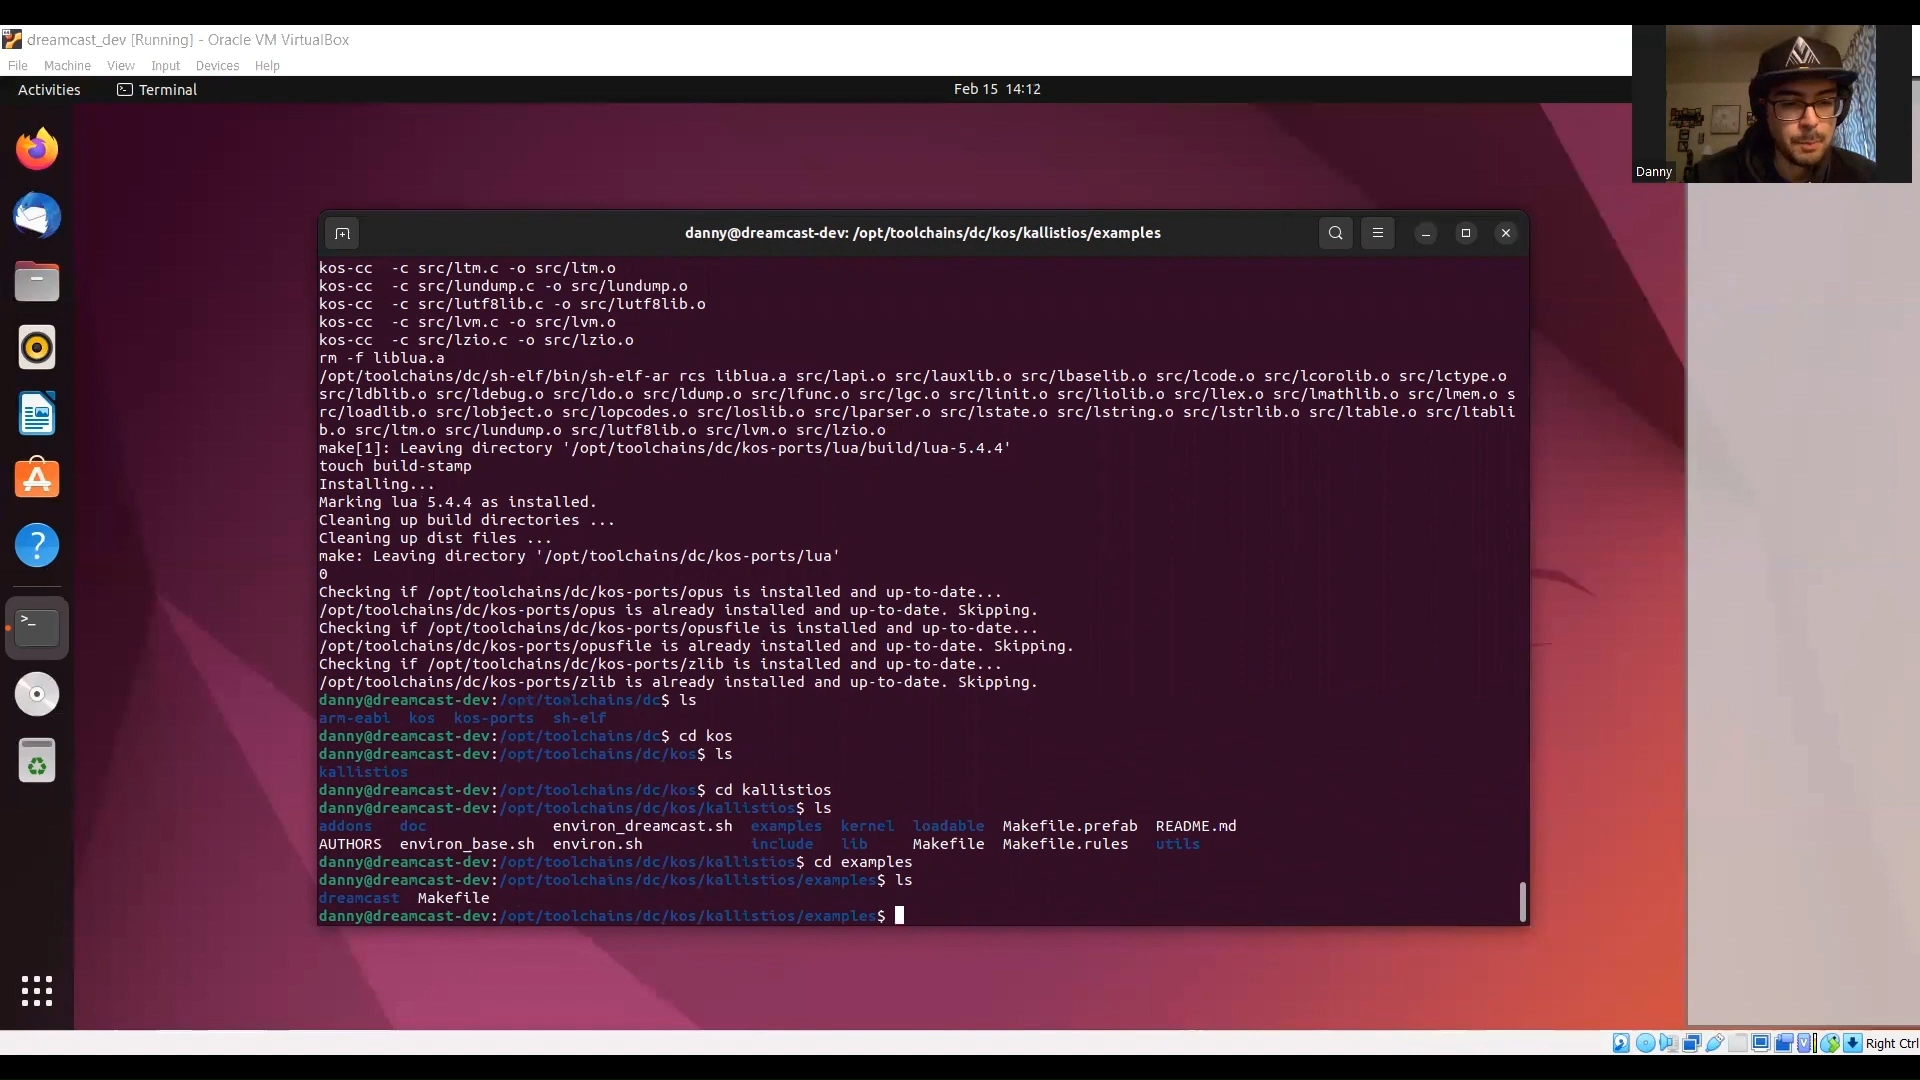 dreamcast_dev [Running] - Oracle VM VirtualBox
File Machine View Input Devices Help
Activities Terminal Feb 15 14:12
Danny
danny@dreamcast-dev: /opt/toolchains/dc/kos/kallistios/examples
kos-cc  -c src/ltm.c -o src/ltm.o
kos-cc  -c src/lundump.c -o src/lundump.o
kos-cc  -c src/lutf8lib.c -o src/lutf8lib.o
kos-cc  -c src/lvm.c -o src/lvm.o
kos-cc  -c src/lzio.c -o src/lzio.o
rm -f liblua.a
/opt/toolchains/dc/sh-elf/bin/sh-elf-ar rcs liblua.a src/lapi.o src/lauxlib.o src/lbaselib.o src/lcode.o src/lcorolib.o src/lctype.o
src/ldblib.o src/ldebug.o src/ldo.o src/ldump.o src/lfunc.o src/lgc.o src/linit.o src/liolib.o src/llex.o src/lmathlib.o src/lmem.o s
rc/loadlib.o src/lobject.o src/lopcodes.o src/loslib.o src/lparser.o src/lstate.o src/lstring.o src/lstrlib.o src/ltable.o src/ltabli
b.o src/ltm.o src/lundump.o src/lutf8lib.o src/lvm.o src/lzio.o
make[1]: Leaving directory '/opt/toolchains/dc/kos-ports/lua/build/lua-5.4.4'
touch build-stamp
Installing...
Marking lua 5.4.4 as installed.
Cleaning up build directories ...
Cleaning up dist files ...
make: Leaving directory '/opt/toolchains/dc/kos-ports/lua'
0
Checking if /opt/toolchains/dc/kos-ports/opus is installed and up-to-date...
/opt/toolchains/dc/kos-ports/opus is already installed and up-to-date. Skipping.
Checking if /opt/toolchains/dc/kos-ports/opusfile is installed and up-to-date...
/opt/toolchains/dc/kos-ports/opusfile is already installed and up-to-date. Skipping.
Checking if /opt/toolchains/dc/kos-ports/zlib is installed and up-to-date...
/opt/toolchains/dc/kos-ports/zlib is already installed and up-to-date. Skipping.
danny@dreamcast-dev:/opt/toolchains/dc$ ls
arm-eabi  kos  kos-ports  sh-elf
danny@dreamcast-dev:/opt/toolchains/dc$ cd kos
danny@dreamcast-dev:/opt/toolchains/dc/kos$ ls
kallistios
danny@dreamcast-dev:/opt/toolchains/dc/kos$ cd kallistios
danny@dreamcast-dev:/opt/toolchains/dc/kos/kallistios$ ls
addons   doc              environ_dreamcast.sh  examples  kernel  loadable  Makefile.prefab  README.md
AUTHORS  environ_base.sh  environ.sh            include   lib     Makefile  Makefile.rules   utils
danny@dreamcast-dev:/opt/toolchains/dc/kos/kallistios$ cd examples
danny@dreamcast-dev:/opt/toolchains/dc/kos/kallistios/examples$ ls
dreamcast  Makefile
danny@dreamcast-dev:/opt/toolchains/dc/kos/kallistios/examples$
Right Ctrl